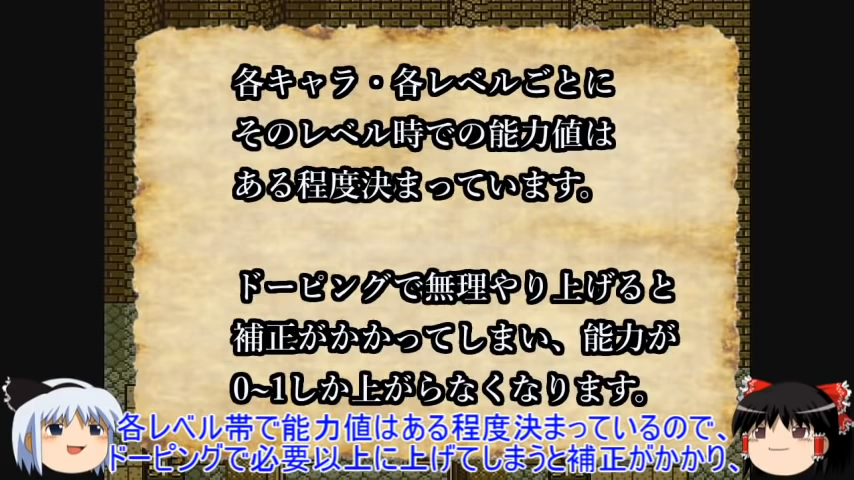 各キャラ・各レベルごとに
そのレベル時での能力値は
ある程度決まっています。
ドーピングで無理やり上げると
補正がかかってしまい、能力が
0~1しか上がらなくなります。
各レベル帯で能力値はある程度決まっているので、
ドーピングで必要以上に上げてしまうと補正がかかり、